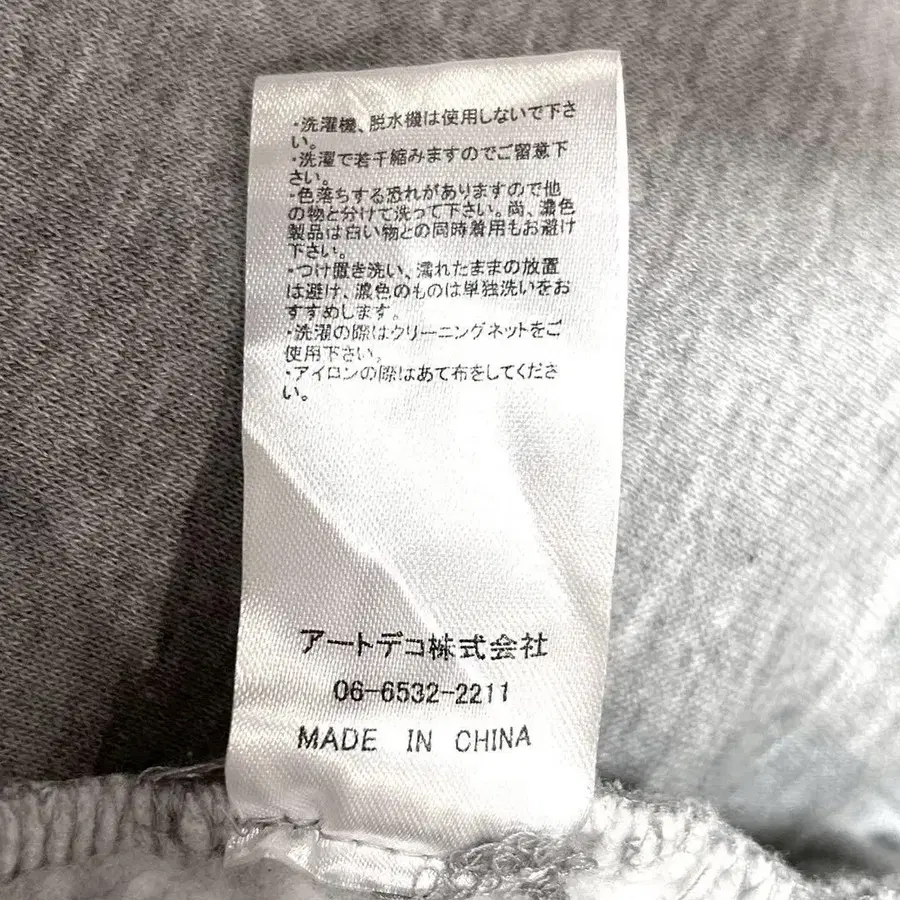 ・洗濯機、脱水機は使用しないで下さ
い。
・洗濯で若干縮みますのでご留意下
さい。
・色落ちする恐れがありますので他
の物と分けて洗って下さい。尚、濃色
製品は白い物との同時着用もお避け
下さい。
・つけ置き洗い、濡れたままの放置
は避け、濃色のものは単独洗いをお
すすめします。
・洗濯の際はクリーニングネットをご
使用下さい。
・アイロンの際はあて布をしてくださ
い。
アートデコ株式会社
06-6532-2211
MADE IN CHINA